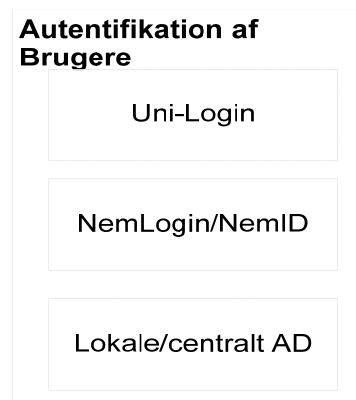 Autentifikation af
Brugere
Uni-Login
NemLogin/NemID
Lokale/centralt AD